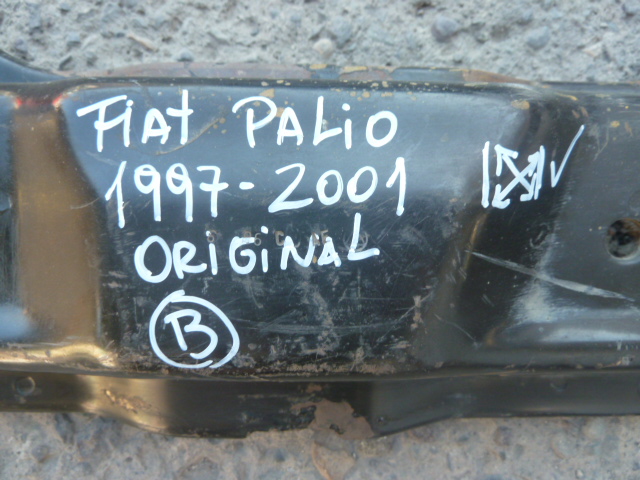 Fiat PALiO
1997-2001
ORIGINAL
B